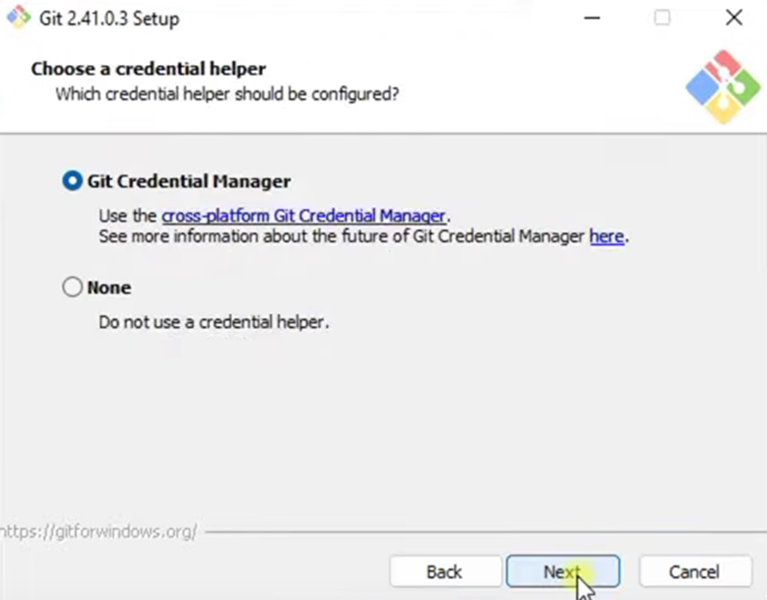 Git 2.41.0.3 Setup
Choose a credential helper
Which credential helper should be configured?
Git Credential Manager
Use the cross-platform Git Credential Manager.
See more information about the future of Git Credential Manager here.
None
Do not use a credential helper.
https://gitforwindows.org/
Back Next Cancel